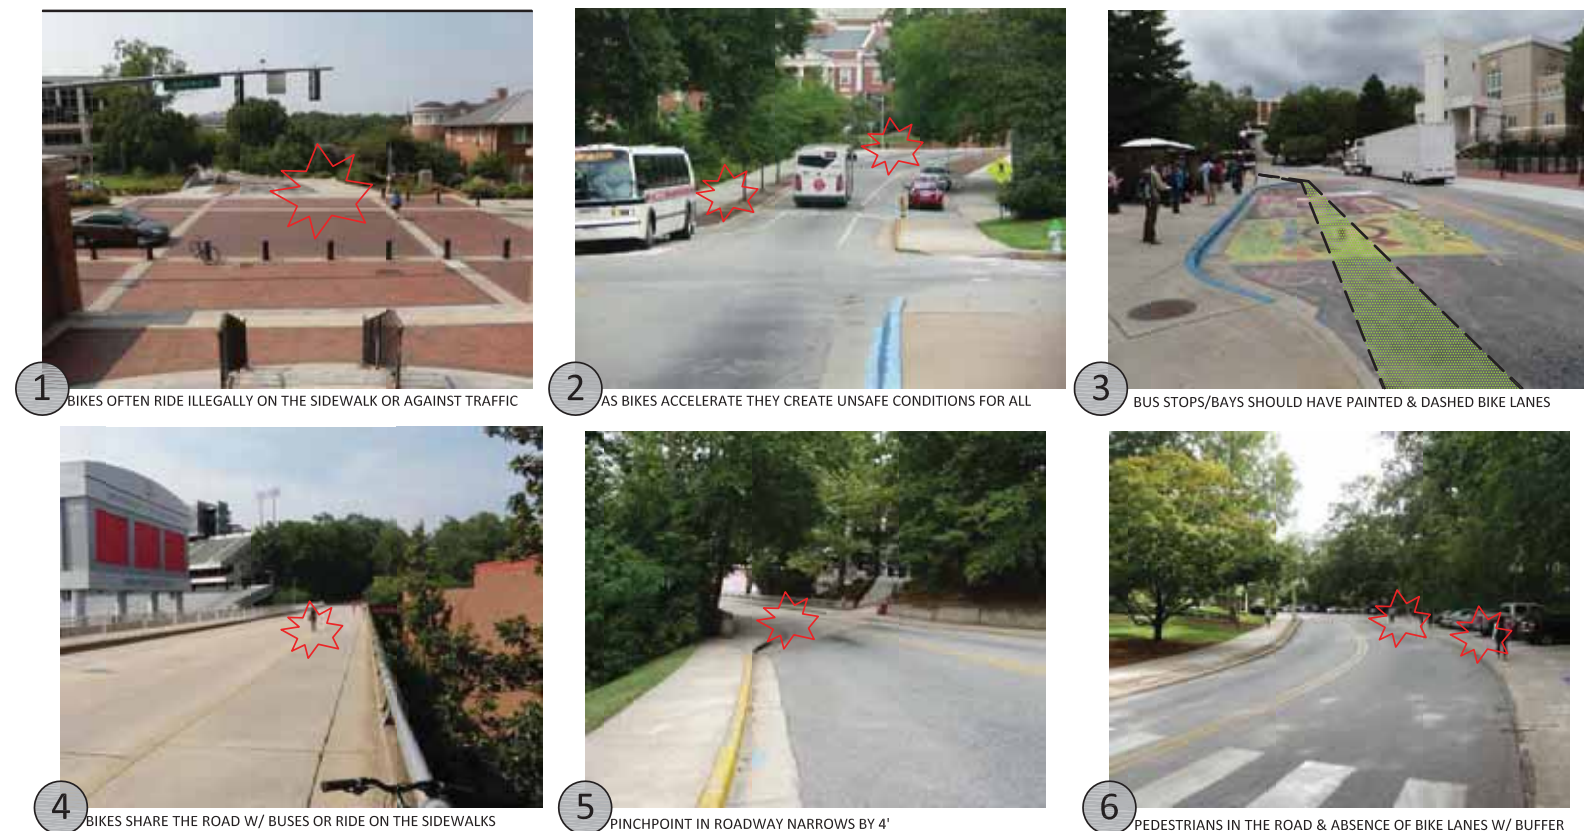 1
BIKES OFTEN RIDE ILLEGALLY ON THE SIDEWALK OR AGAINST TRAFFIC
2
AS BIKES ACCELERATE THEY CREATE UNSAFE CONDITIONS FOR ALL
3
BUS STOPS/BAYS SHOULD HAVE PAINTED & DASHED BIKE LANES
4
BIKES SHARE THE ROAD W/ BUSES OR RIDE ON THE SIDEWALKS
5
PINCHPOINT IN ROADWAY NARROWS BY 4'
6
PEDESTRIANS IN THE ROAD & ABSENCE OF BIKE LANES W/ BUFFER